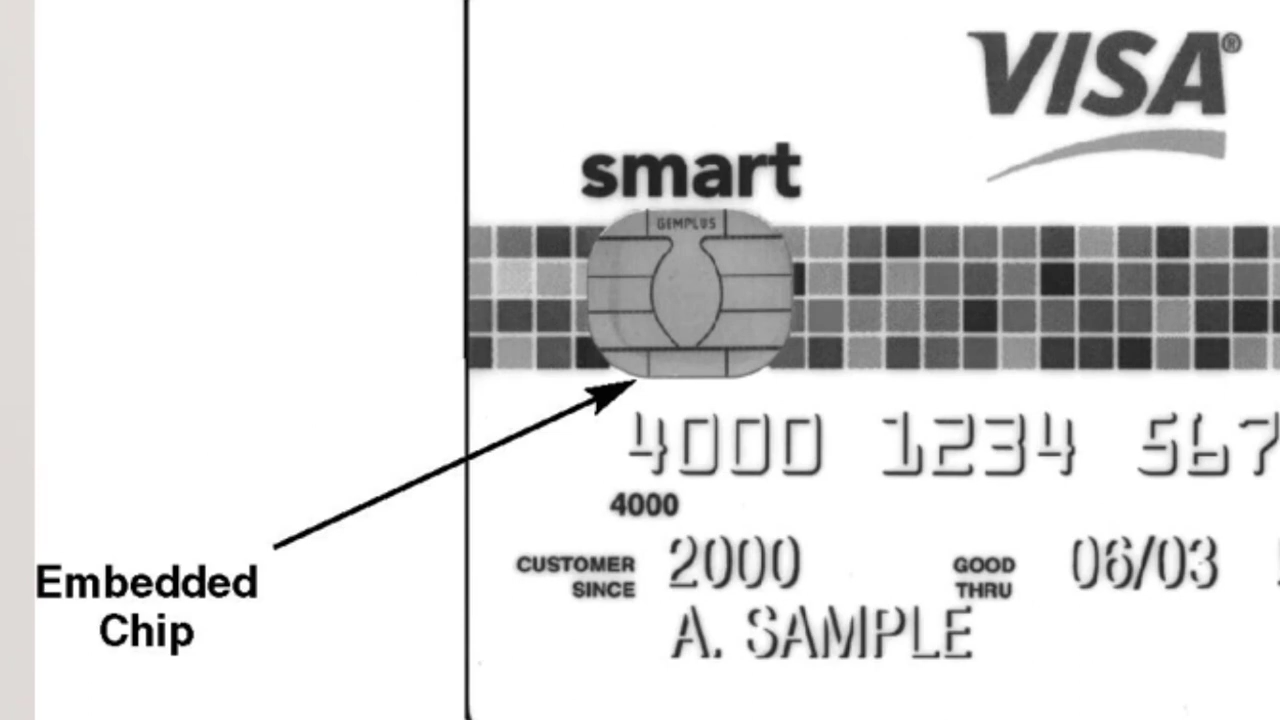 VISA®
smart
GEMPLUS
4000 1234 567
4000
CUSTOMER SINCE 2000 GOOD THRU 06/03
A. SAMPLE
Embedded
Chip